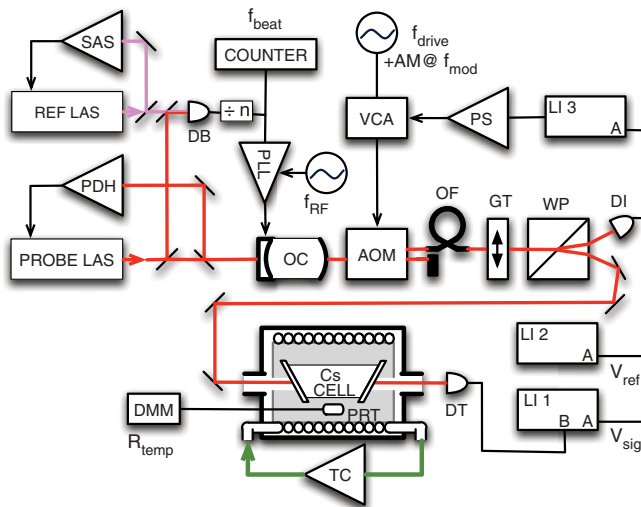 SAS
REF LAS
DB
÷ n
f_beat
COUNTER
PLL
f_RF
f_drive
+AM@ f_mod
VCA
PS
LI 3
A
PDH
PROBE LAS
OC
AOM
OF
GT
WP
DI
LI 2
A
V_ref
LI 1
B A
V_sig
Cs
CELL
PRT
DT
DMM
R_temp
TC